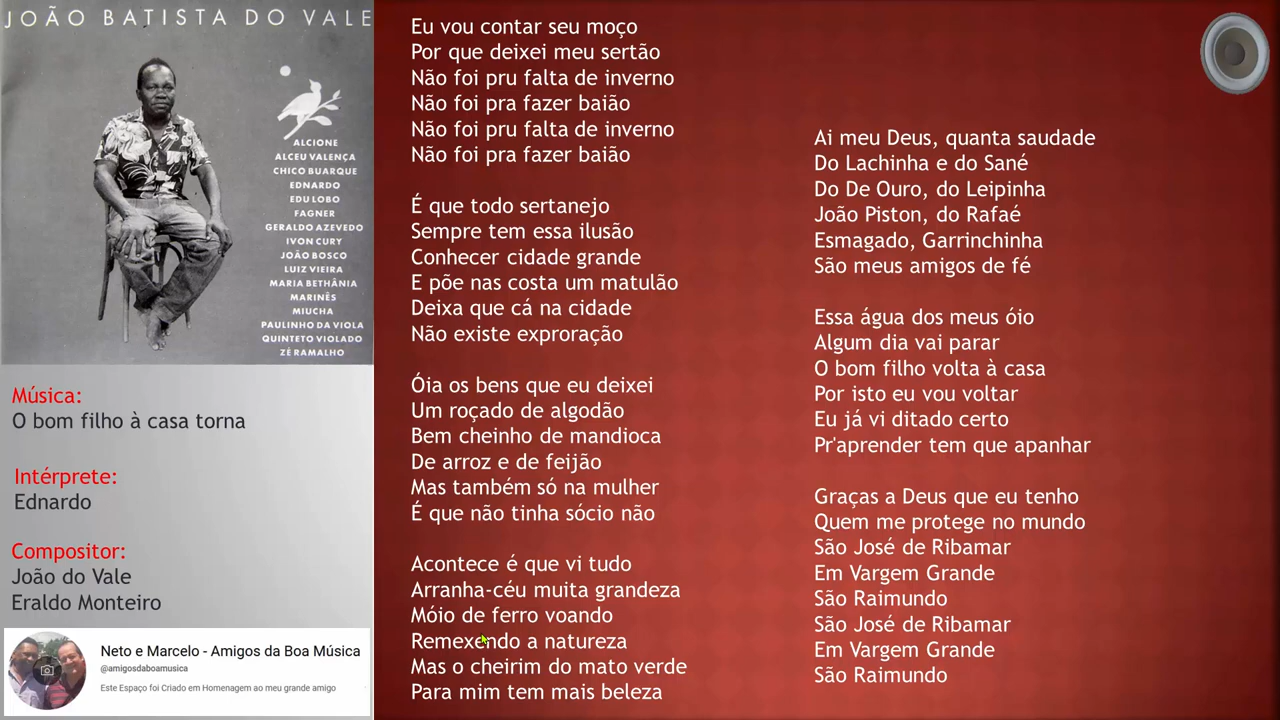 JOÃO BATISTA DO VALE
ALCIONE
ALCEU VALENÇA
CHICO BUARQUE
EDNARDO
EDU LOBO
FAGNER
GERALDO AZEVEDO
IVON CURY
JOÃO BOSCO
LUIZ VIEIRA
MARIA BETHÂNIA
MARINÊS
MIUCHA
PAULINHO DA VIOLA
QUINTETO VIOLADO
ZÉ RAMALHO
Música:
O bom filho à casa torna
Intérprete:
Ednardo
Compositor:
João do Vale
Eraldo Monteiro
Neto e Marcelo - Amigos da Boa Música
@amigosdaboamusica
Este Espaço foi Criado em Homenagem ao meu grande amigo
Eu vou contar seu moço
Por que deixei meu sertão
Não foi pru falta de inverno
Não foi pra fazer baião
Não foi pru falta de inverno
Não foi pra fazer baião
É que todo sertanejo
Sempre tem essa ilusão
Conhecer cidade grande
E põe nas costa um matulão
Deixa que cá na cidade
Não existe exproração
Óia os bens que eu deixei
Um roçado de algodão
Bem cheinho de mandioca
De arroz e de feijão
Mas também só na mulher
É que não tinha sócio não
Acontece é que vi tudo
Arranha-céu muita grandeza
Móio de ferro voando
Remexendo a natureza
Mas o cheirim do mato verde
Para mim tem mais beleza
Ai meu Deus, quanta saudade
Do Lachinha e do Sané
Do De Ouro, do Leipinha
João Piston, do Rafaé
Esmagado, Garrinchinha
São meus amigos de fé
Essa água dos meus óio
Algum dia vai parar
O bom filho volta à casa
Por isto eu vou voltar
Eu já vi ditado certo
Pr'aprender tem que apanhar
Graças a Deus que eu tenho
Quem me protege no mundo
São José de Ribamar
Em Vargem Grande
São Raimundo
São José de Ribamar
Em Vargem Grande
São Raimundo